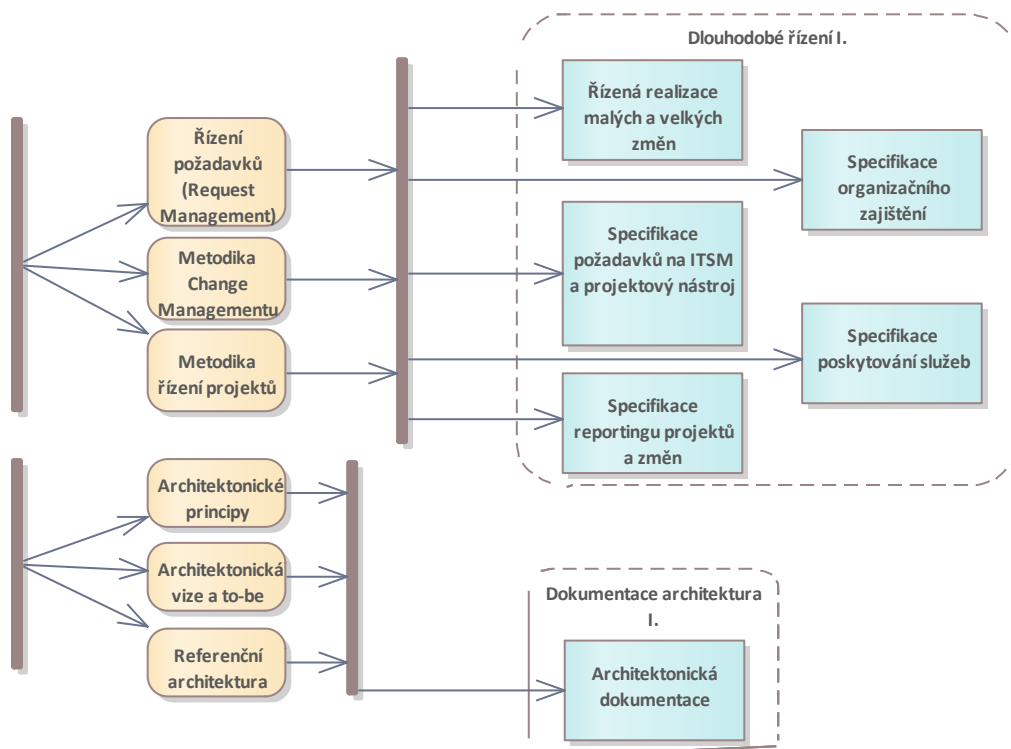 Dlouhodobé řízení I.
Řízená realizace
malých a velkých
změn
Řízení
požadavků
(Request
Management)
Specifikace
organizačního
zajištění
Specifikace
požadavků na ITSM
a projektový nástroj
Metodika
Change
Managementu
Specifikace
poskytování služeb
Metodika
řízení projektů
Specifikace
reportingu projektů
a změn
Architektonické
principy
Architektonická
vize a to-be
Dokumentace architektura
I.
Referenční
architektura
Architektonická
dokumentace